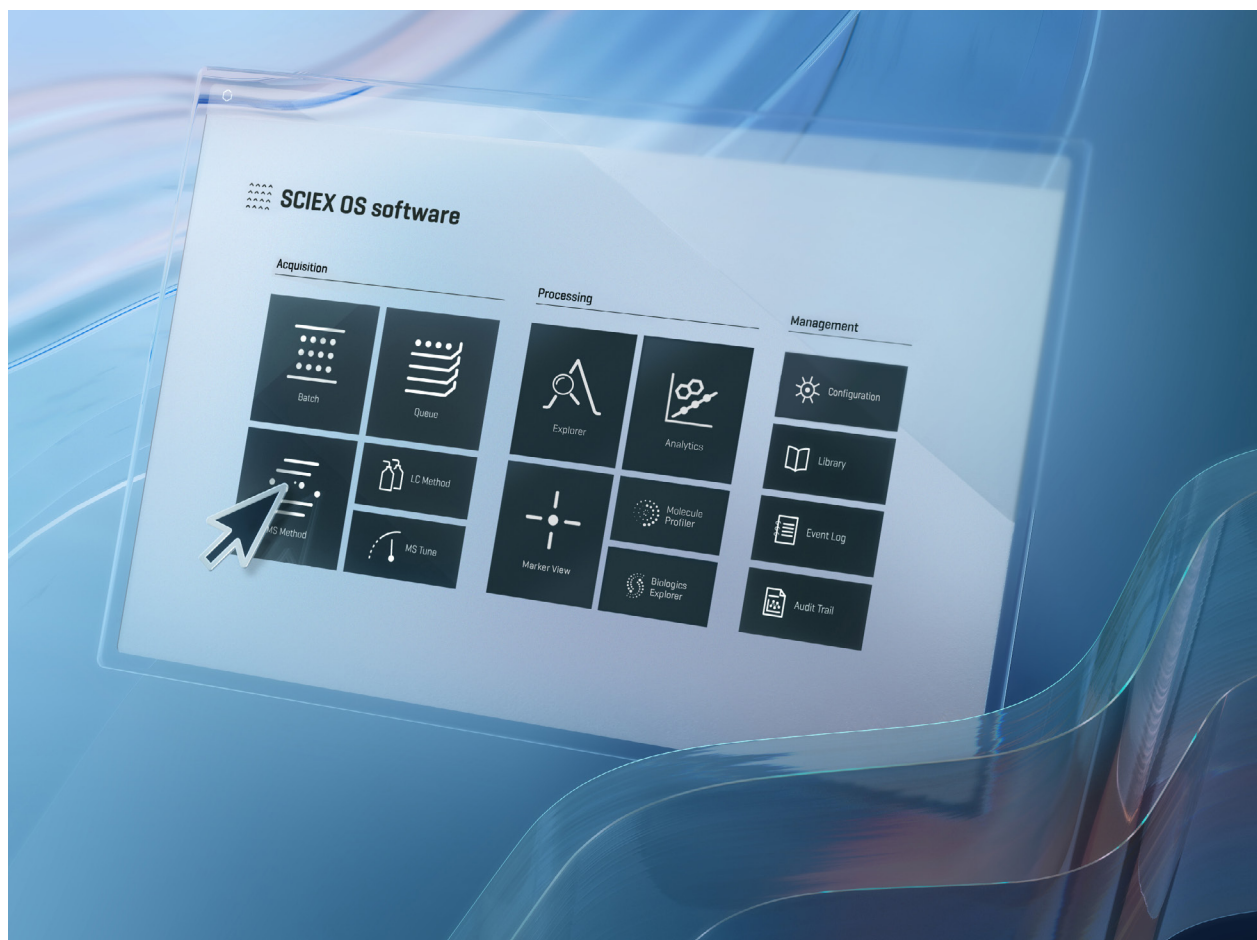 SCIEX OS software
Acquisition
Batch
Queue
MS Method
LC Method
MS Tune
Processing
Explorer
Analytics
Marker View
Molecule
Profiler
Biologics
Explorer
Management
Configuration
Library
Event Log
Audit Trail